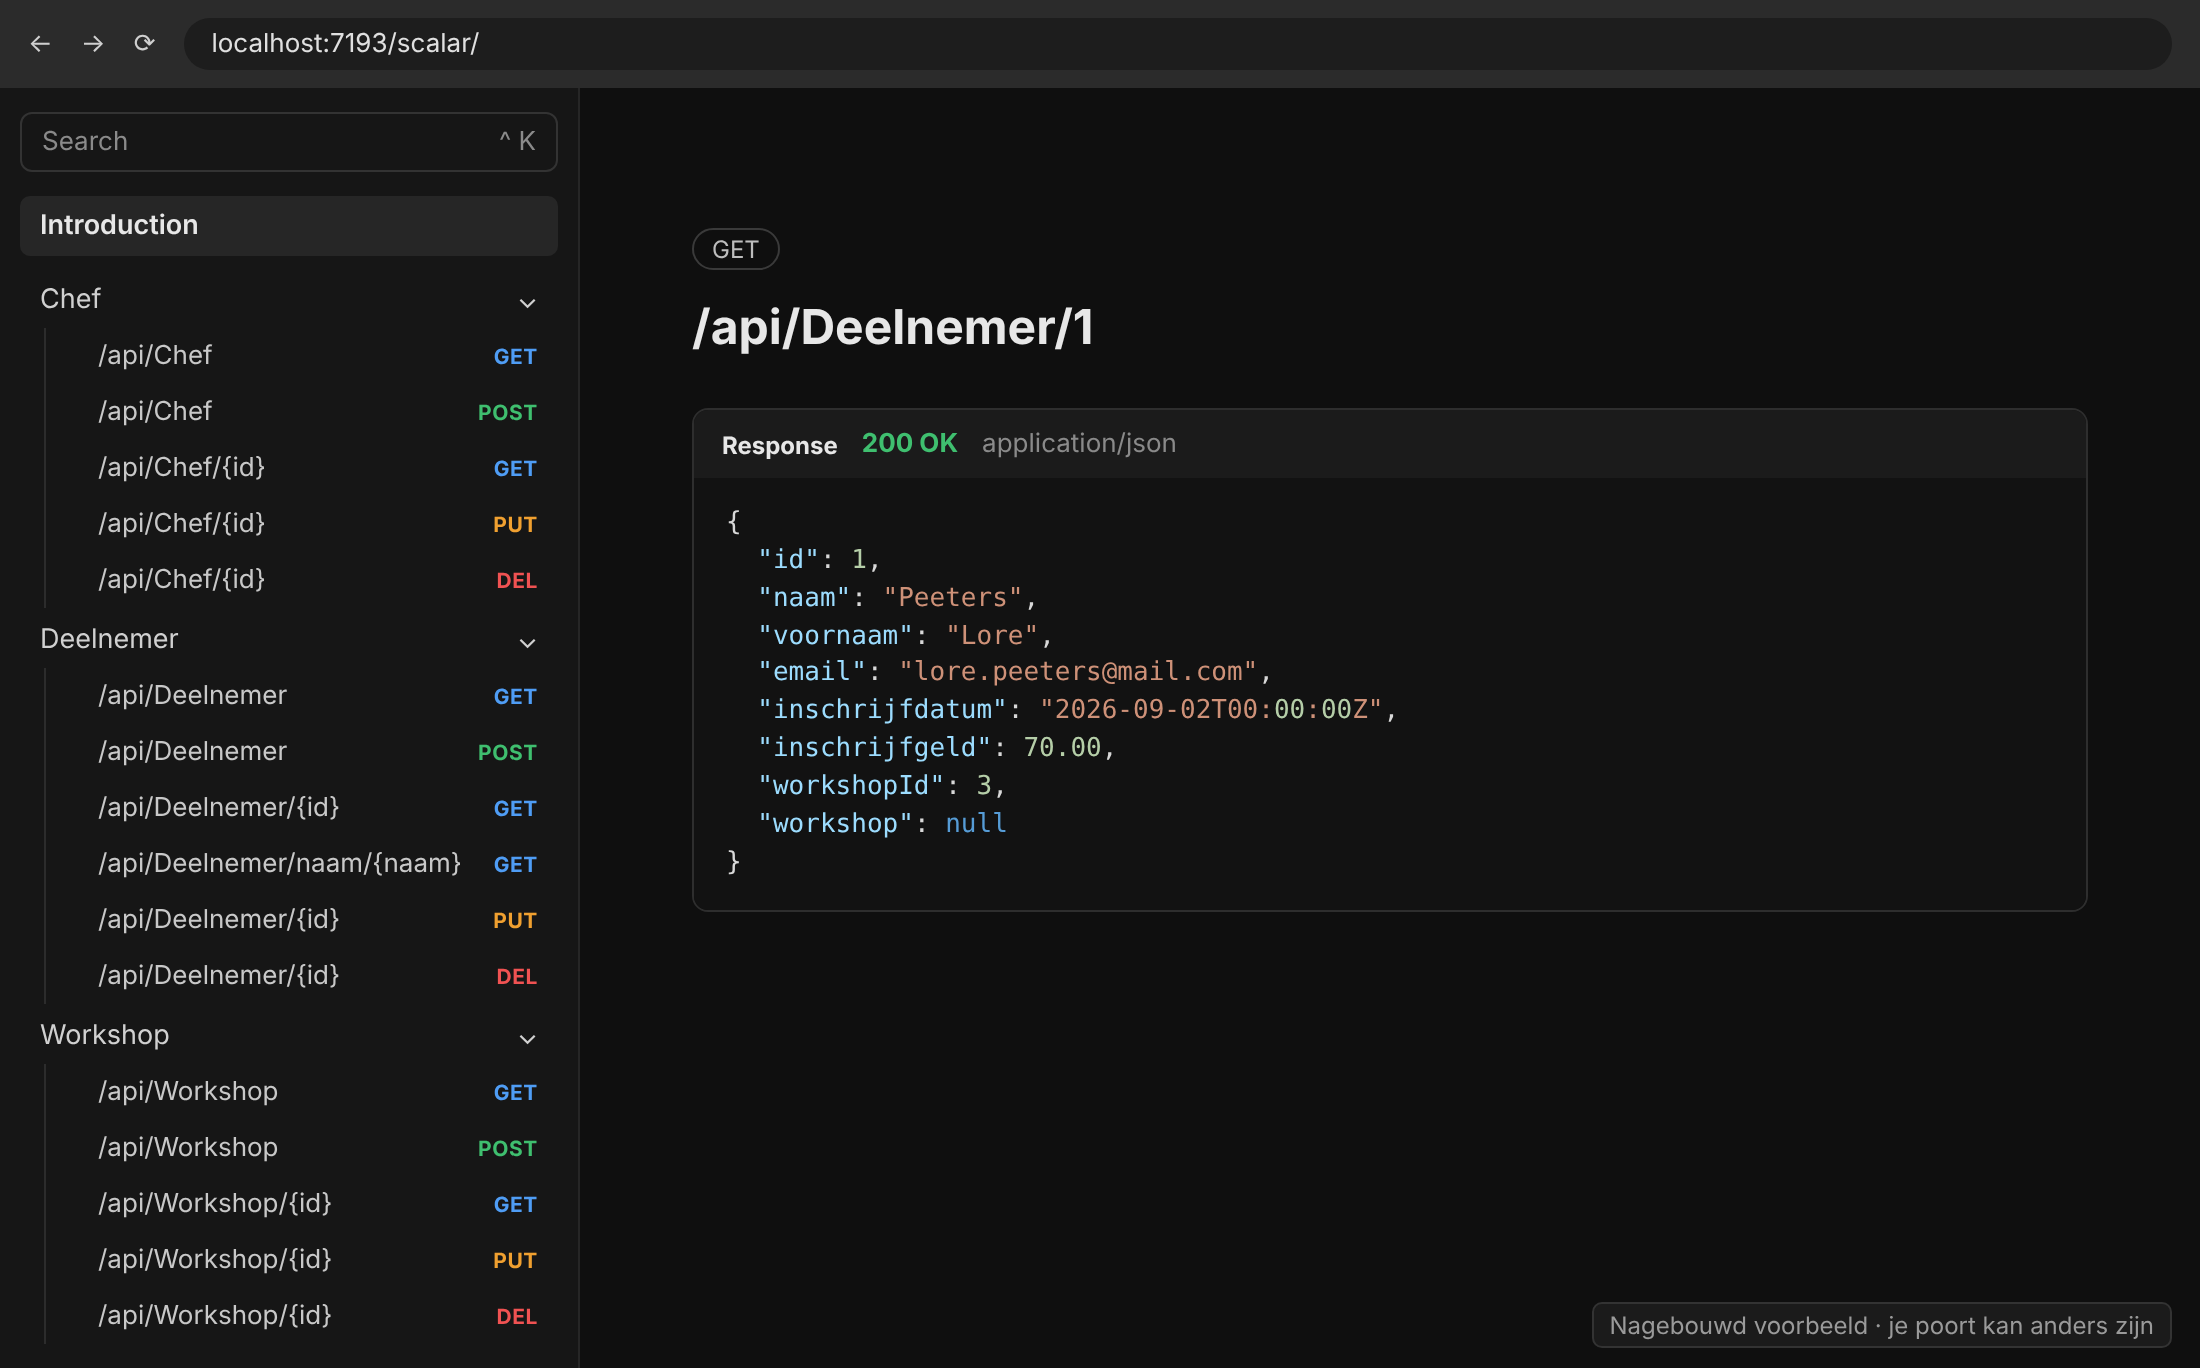 localhost:7193/scalar/
Search ^ K
Introduction
Chef
/api/Chef GET
/api/Chef POST
/api/Chef/{id} GET
/api/Chef/{id} PUT
/api/Chef/{id} DEL
Deelnemer
/api/Deelnemer GET
/api/Deelnemer POST
/api/Deelnemer/{id} GET
/api/Deelnemer/naam/{naam} GET
/api/Deelnemer/{id} PUT
/api/Deelnemer/{id} DEL
Workshop
/api/Workshop GET
/api/Workshop POST
/api/Workshop/{id} GET
/api/Workshop/{id} PUT
/api/Workshop/{id} DEL
GET
/api/Deelnemer/1
Response 200 OK application/json
{
"id": 1,
"naam": "Peeters",
"voornaam": "Lore",
"email": "lore.peeters@mail.com",
"inschrijfdatum": "2026-09-02T00:00:00Z",
"inschrijfgeld": 70.00,
"workshopId": 3,
"workshop": null
}
Nagebouwd voorbeeld · je poort kan anders zijn